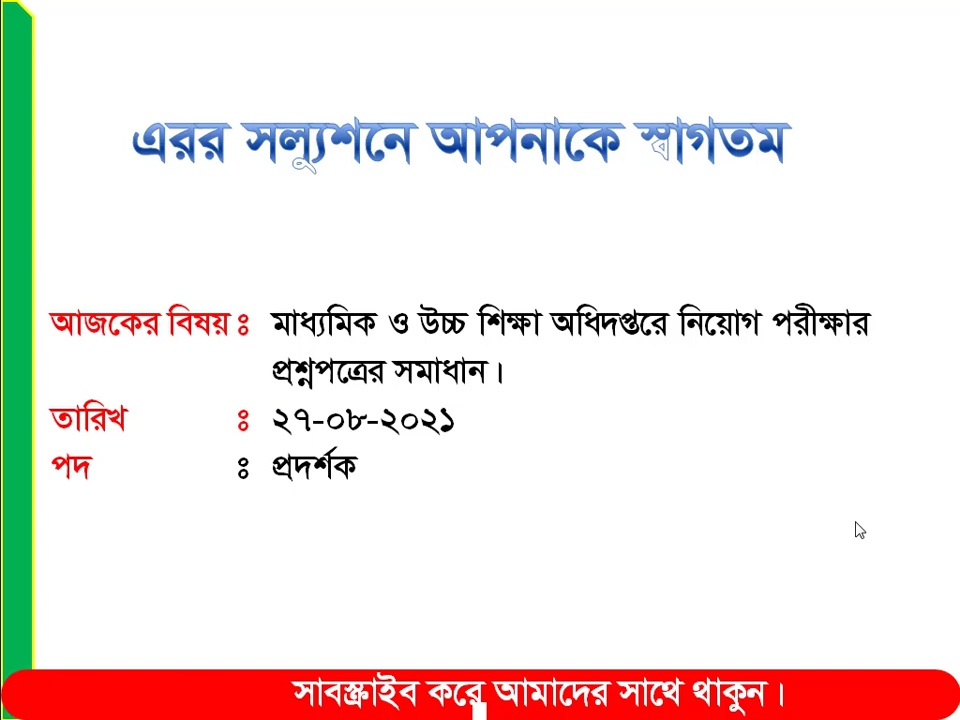 এরর সল্যুশনে আপনাকে স্বাগতম
আজকের বিষয় ঃ মাধ্যমিক ও উচ্চ শিক্ষা অধিদপ্তরে নিয়োগ পরীক্ষার
প্রশ্নপত্রের সমাধান।
তারিখ ঃ ২৭-০৮-২০২১
পদ ঃ প্রদর্শক
সাবস্ক্রাইব করে আমাদের সাথে থাকুন।